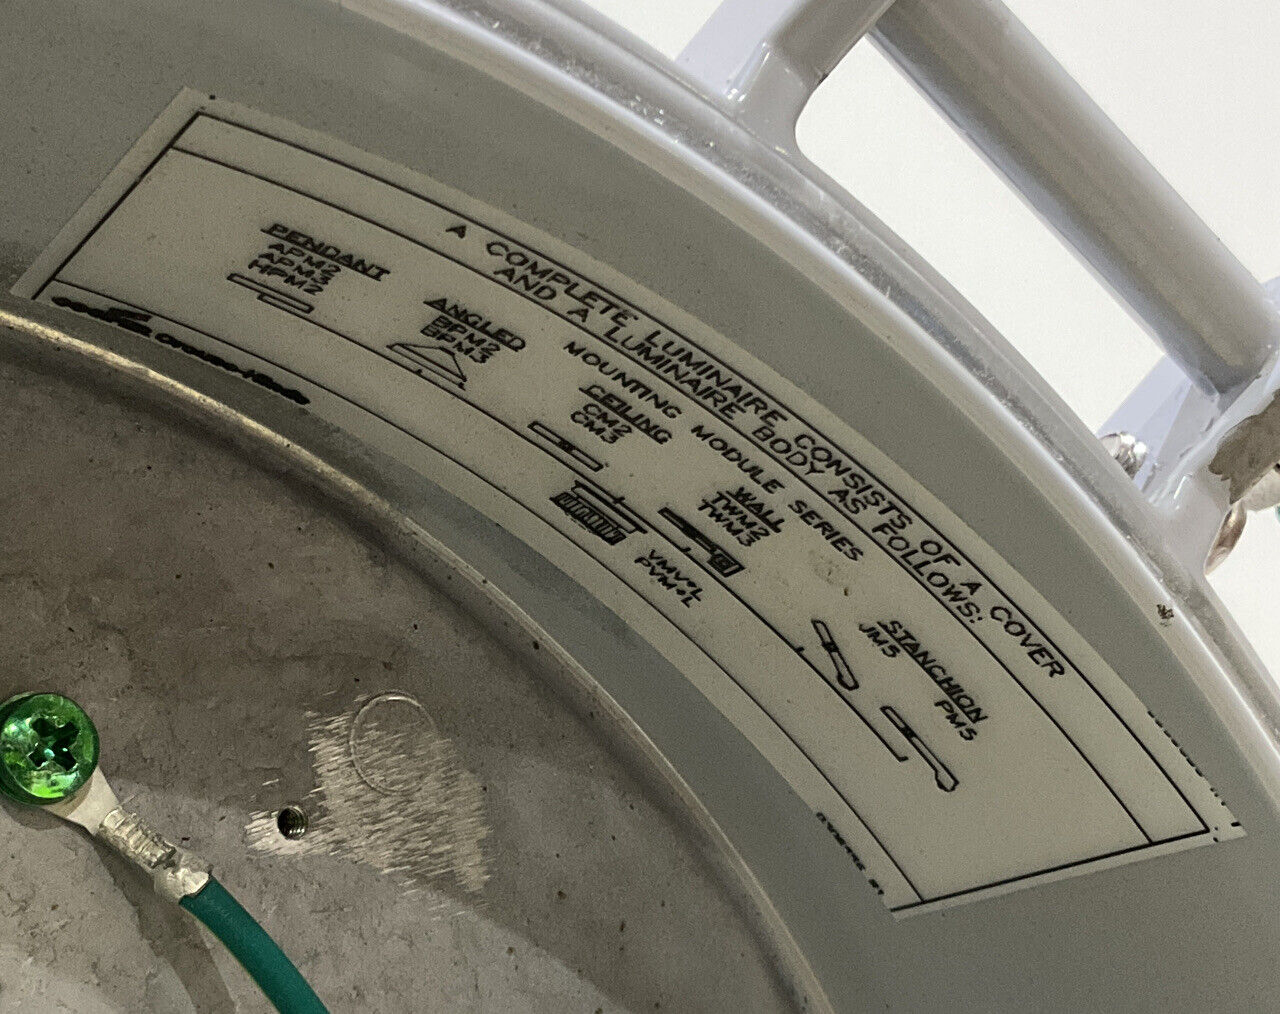 A COMPLETE LUMINAIRE CONSISTS OF A COVER
AND A LUMINAIRE BODY AS FOLLOWS:
MOUNTING MODULE SERIES
PENDANT
APM2
APM3
HPM2
ANGLED
BPM2
BPM3
CEILING
CM2
CM3
WALL
TWM2
TWM3
STANCHION
JM5 PM5
VMV•L
PVM•L